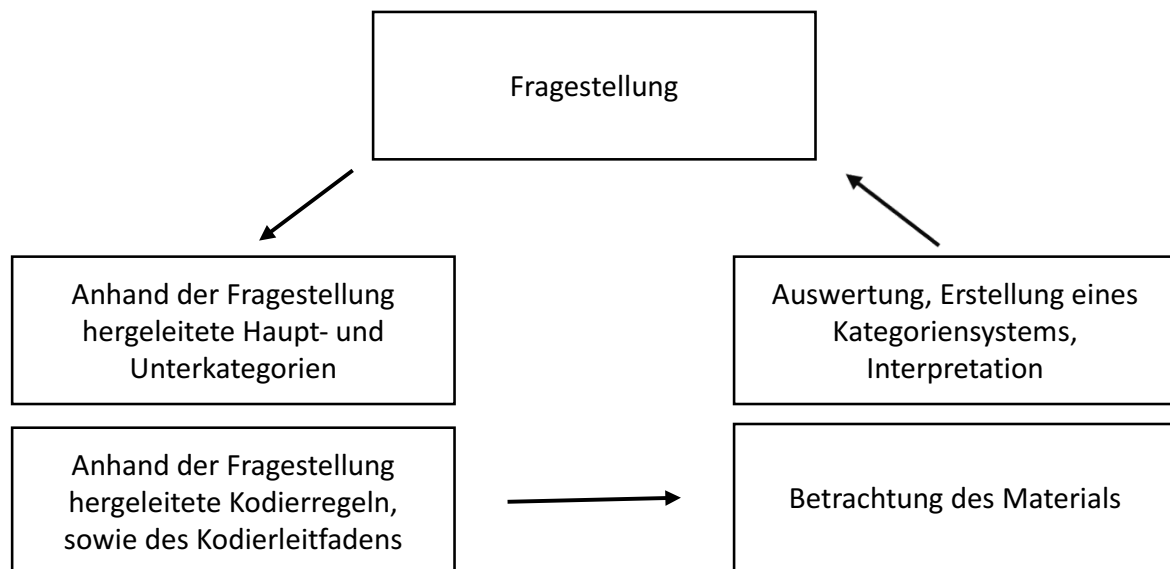 Fragestellung
Anhand der Fragestellung
hergeleitete Haupt- und
Unterkategorien
Anhand der Fragestellung
hergeleitete Kodierregeln,
sowie des Kodierleitfadens
Auswertung, Erstellung eines
Kategoriensystems,
Interpretation
Betrachtung des Materials